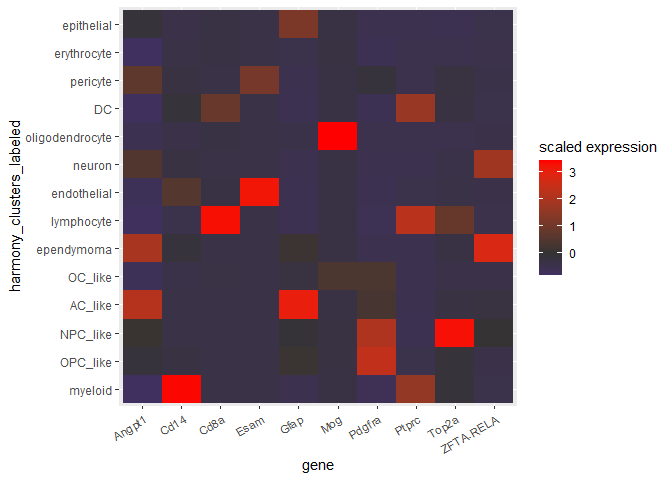 harmony_clusters_labeled
epithelial
erythrocyte
pericyte
DC
oligodendrocyte
neuron
endothelial
lymphocyte
ependymoma
OC_like
AC_like
NPC_like
OPC_like
myeloid
Angpt1
Cd14
Cd8a
Esam
Gfap
Mog
Pdgfra
Ptprc
Top2a
ZFTA.RELA
gene
scaled expression
3
2
1
0